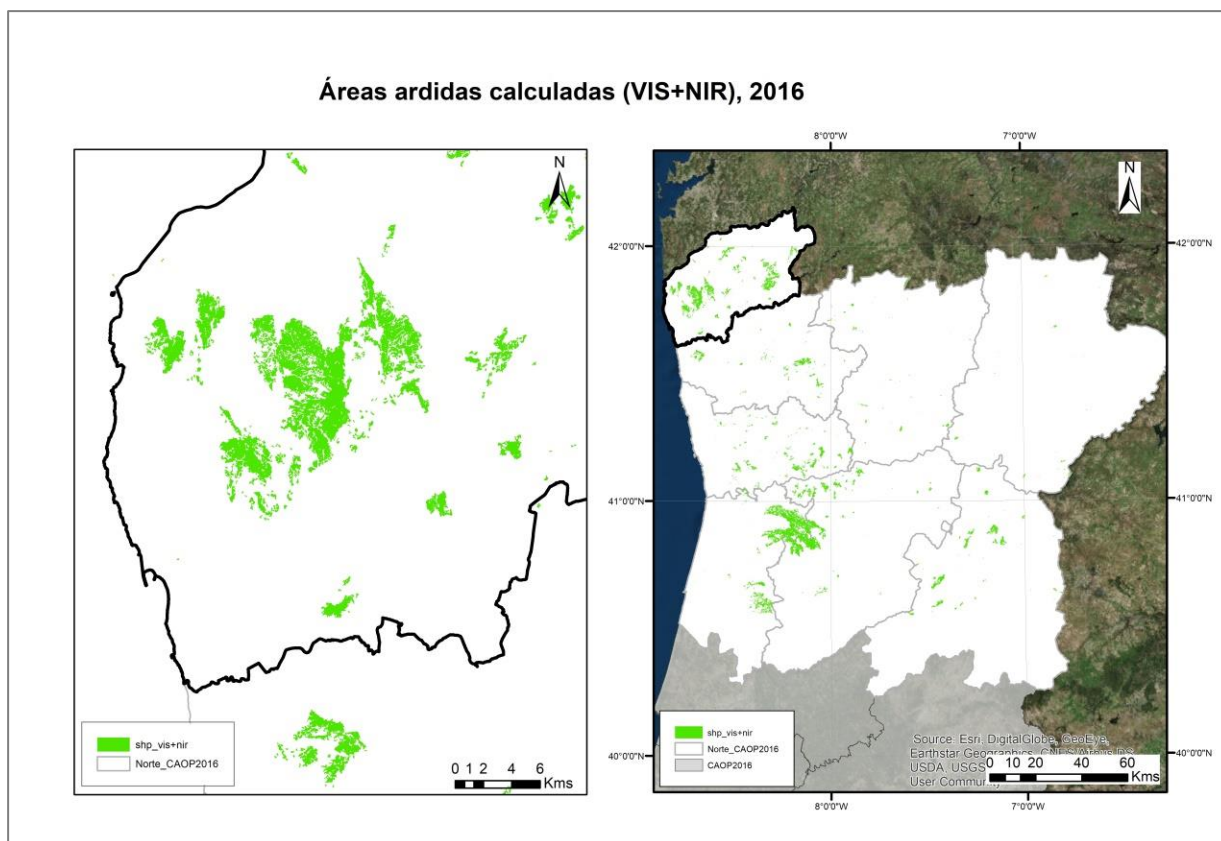 Áreas ardidas calculadas (VIS+NIR), 2016
N
shp_vis+nir
Norte_CAOP2016
0 1 2 4 6
Kms
8°0'0"W 7°0'0"W
N
42°0'0"N 42°0'0"N
41°0'0"N 41°0'0"N
40°0'0"N 40°0'0"N
shp_vis+nir
Norte_CAOP2016
CAOP2016
Source: Esri, DigitalGlobe, GeoEye,
Earthstar Geographics, CNES/Airbus DS,
USDA, USGS
User Community
0 10 20 40 60
Kms
8°0'0"W 7°0'0"W